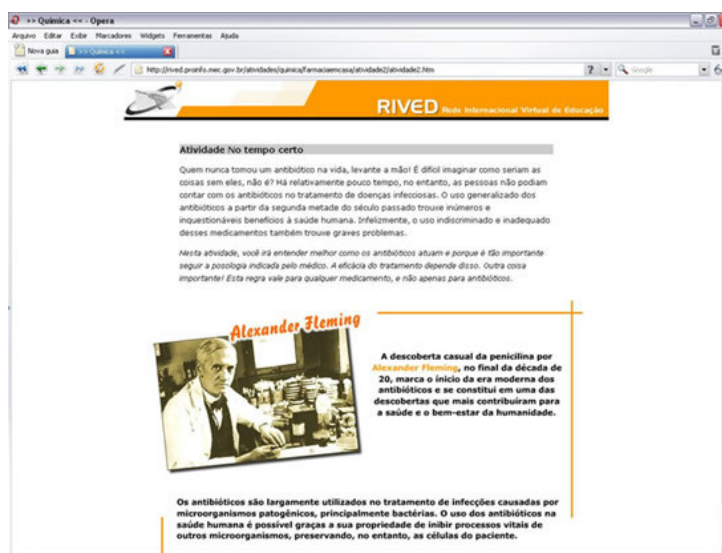 >> Química << - Opera
Arquivo Editar Exibir Marcadores Widgets Ferramentas Ajuda
Nova guia >> Química <<
http://rived.proinfo.mec.gov.br/atividades/quimica/farmaciaemcasa/atividade2/atividade2.htm ? Google
RIVED Rede Internacional Virtual de Educação
Atividade No tempo certo
Quem nunca tomou um antibiótico na vida, levante a mão! É difícil imaginar como seriam as
coisas sem eles, não é? Há relativamente pouco tempo, no entanto, as pessoas não podiam
contar com os antibióticos no tratamento de doenças infecciosas. O uso generalizado dos
antibióticos a partir da segunda metade do século passado trouxe inúmeros e
inquestionáveis benefícios à saúde humana. Infelizmente, o uso indiscriminado e inadequado
desses medicamentos também trouxe graves problemas.
Nesta atividade, você irá entender melhor como os antibióticos atuam e porque é tão importante
seguir a posologia indicada pelo médico. A eficácia do tratamento depende disso. Outra coisa
importante! Esta regra vale para qualquer medicamento, e não apenas para antibióticos.
Alexander Fleming
A descoberta casual da penicilina por
Alexander Fleming, no final da década de
20, marca o início da era moderna dos
antibióticos e se constitui em uma das
descobertas que mais contribuíram para
a saúde e o bem-estar da humanidade.
Os antibióticos são largamente utilizados no tratamento de infecções causadas por
microorganismos patogênicos, principalmente bactérias. O uso dos antibióticos na
saúde humana é possível graças a sua propriedade de inibir processos vitais de
outros microorganismos, preservando, no entanto, as células do paciente.